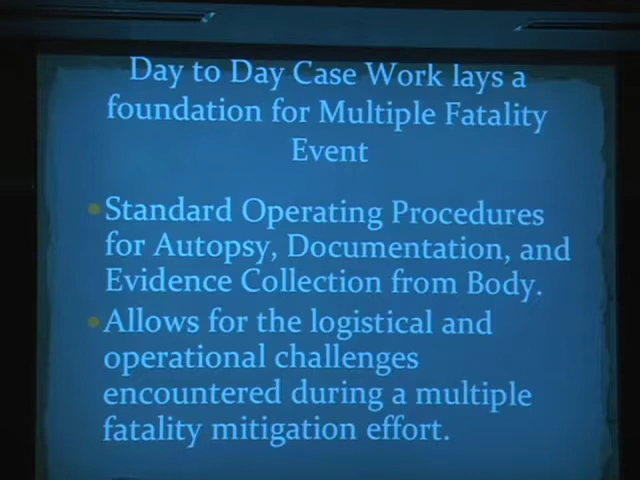 Day to Day Case Work lays a
foundation for Multiple Fatality
Event
•Standard Operating Procedures
for Autopsy, Documentation, and
Evidence Collection from Body.
•Allows for the logistical and
operational challenges
encountered during a multiple
fatality mitigation effort.